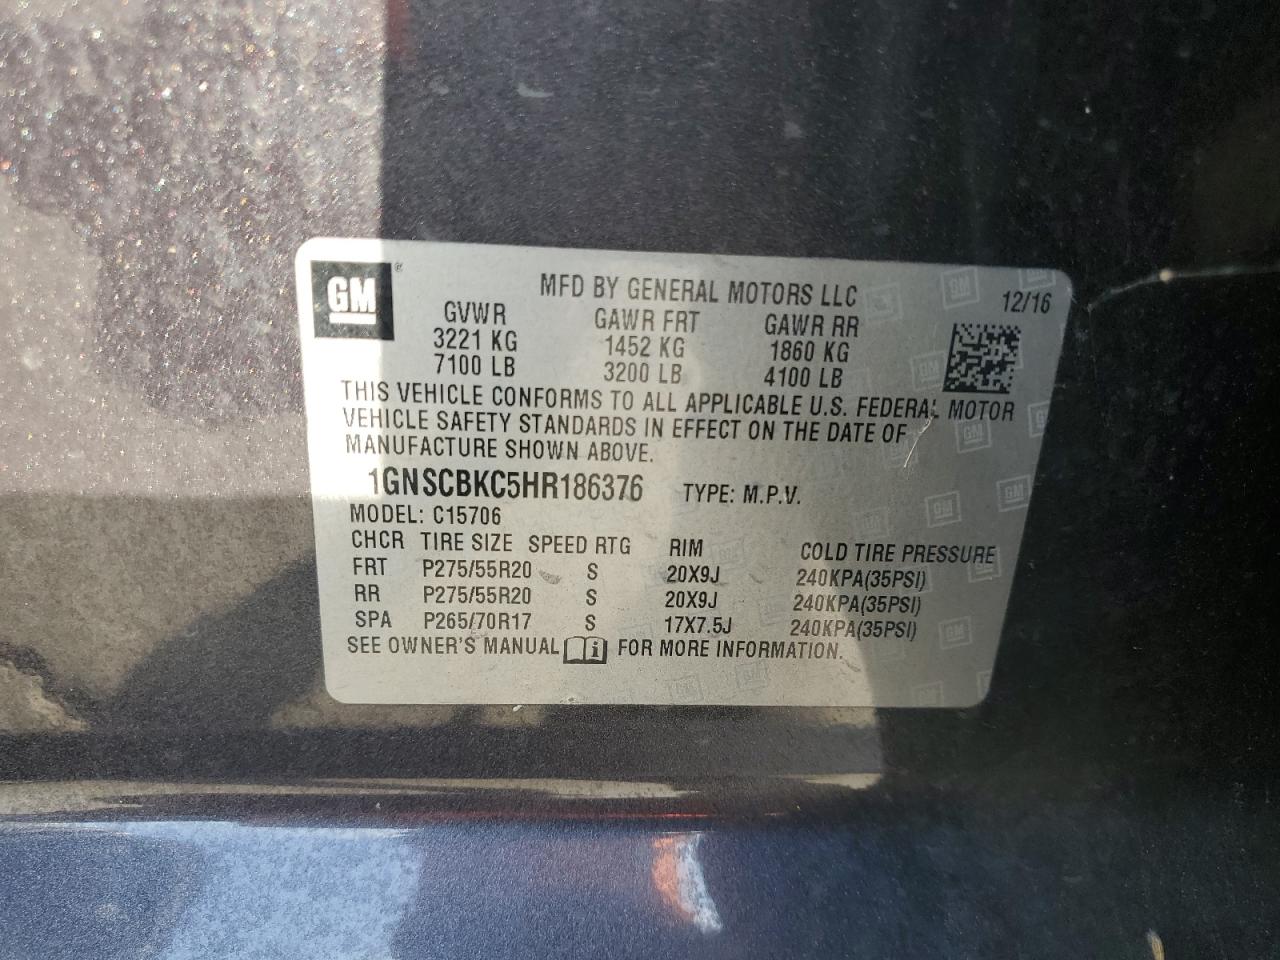 GM®
MFD BY GENERAL MOTORS LLC 12/16
GVWR GAWR FRT GAWR RR
3221 KG 1452 KG 1860 KG
7100 LB 3200 LB 4100 LB
THIS VEHICLE CONFORMS TO ALL APPLICABLE U.S. FEDERAL MOTOR
VEHICLE SAFETY STANDARDS IN EFFECT ON THE DATE OF
MANUFACTURE SHOWN ABOVE.
1GNSCBKC5HR186376 TYPE: M.P.V.
MODEL: C15706
CHCR TIRE SIZE SPEED RTG RIM COLD TIRE PRESSURE
FRT P275/55R20 S 20X9J 240KPA(35PSI)
RR P275/55R20 S 20X9J 240KPA(35PSI)
SPA P265/70R17 S 17X7.5J 240KPA(35PSI)
SEE OWNER'S MANUAL FOR MORE INFORMATION.